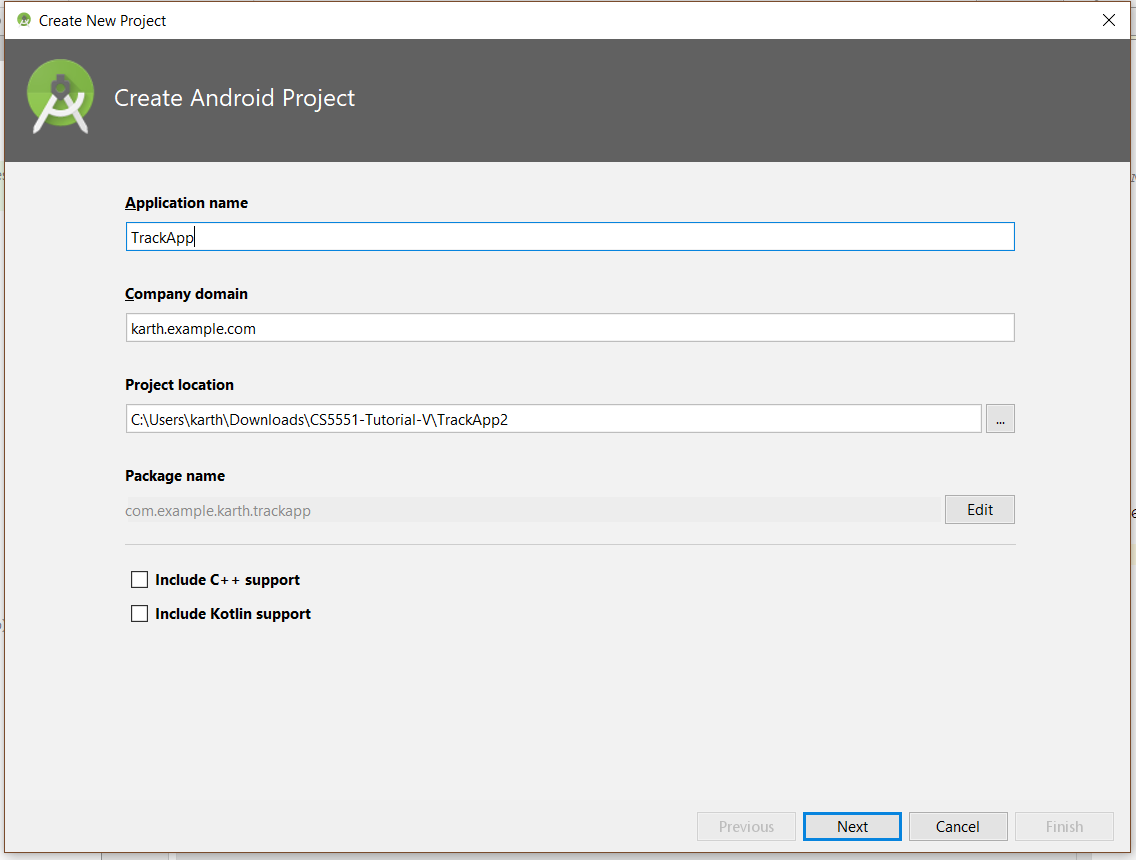 Create New Project
Create Android Project
Application name
TrackApp
Company domain
karth.example.com
Project location
C:\Users\karth\Downloads\CS5551-Tutorial-V\TrackApp2
...
Package name
com.example.karth.trackapp
Edit
Include C++ support
Include Kotlin support
Previous Next Cancel Finish